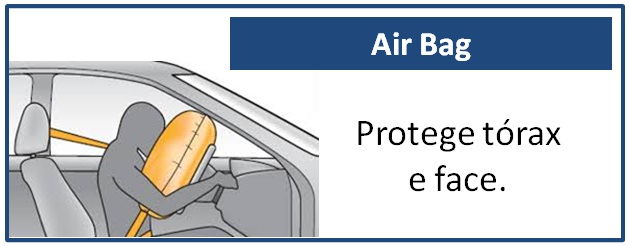 Air Bag
Protege tórax
e face.